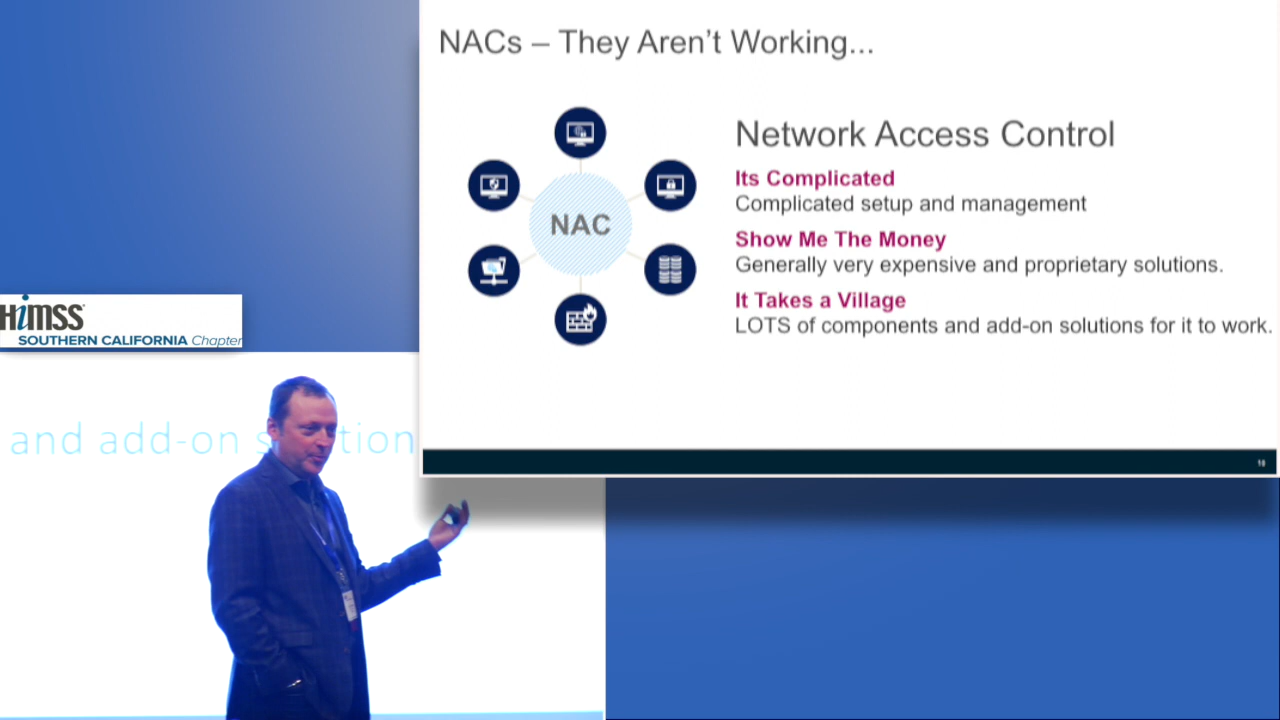 NACs – They Aren't Working...
NAC
Network Access Control
Its Complicated
Complicated setup and management
Show Me The Money
Generally very expensive and proprietary solutions.
It Takes a Village
LOTS of components and add-on solutions for it to work.
HiMSS
SOUTHERN CALIFORNIA Chapter
and add-on s tion